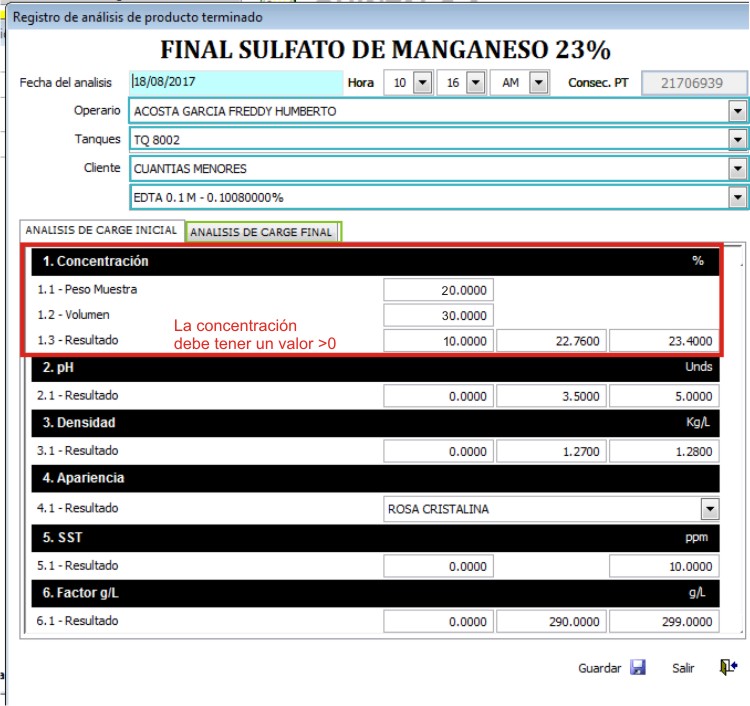 Registro de análisis de producto terminado
FINAL SULFATO DE MANGANESO 23%
Fecha del analisis 18/08/2017 Hora 10 16 AM Consec. PT 21706939
Operario ACOSTA GARCIA FREDDY HUMBERTO
Tanques TQ 8002
Cliente CUANTIAS MENORES
EDTA 0.1 M - 0.10080000%
ANALISIS DE CARGE INICIAL ANALISIS DE CARGE FINAL
1. Concentración %
1.1 - Peso Muestra 20.0000
1.2 - Volumen 30.0000
La concentración
debe tener un valor >0
1.3 - Resultado 10.0000 22.7600 23.4000
2. pH Unds
2.1 - Resultado 0.0000 3.5000 5.0000
3. Densidad Kg/L
3.1 - Resultado 0.0000 1.2700 1.2800
4. Apariencia
4.1 - Resultado ROSA CRISTALINA
5. SST ppm
5.1 - Resultado 0.0000 10.0000
6. Factor g/L g/L
6.1 - Resultado 0.0000 290.0000 299.0000
Guardar Salir